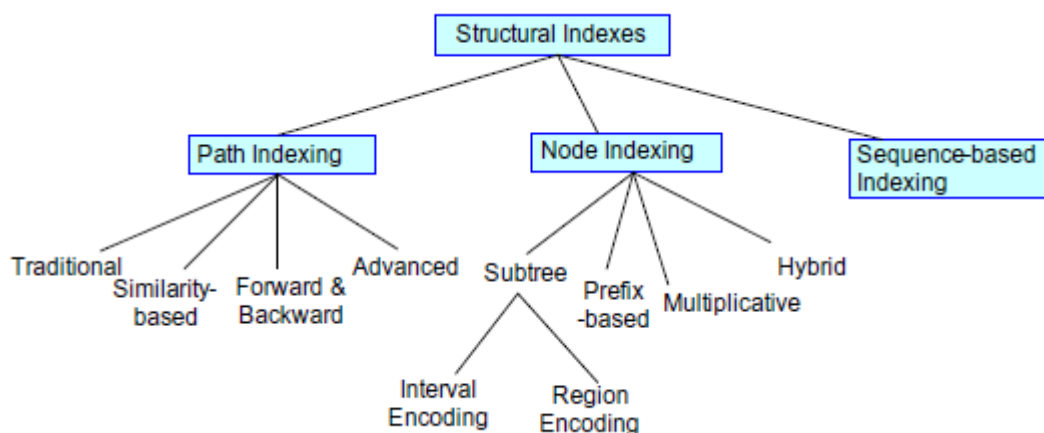 Structural Indexes
Path Indexing
Node Indexing
Sequence-based
Indexing
Traditional
Similarity-
based
Forward &
Backward
Advanced
Subtree
Prefix
-based
Multiplicative
Hybrid
Interval
Encoding
Region
Encoding